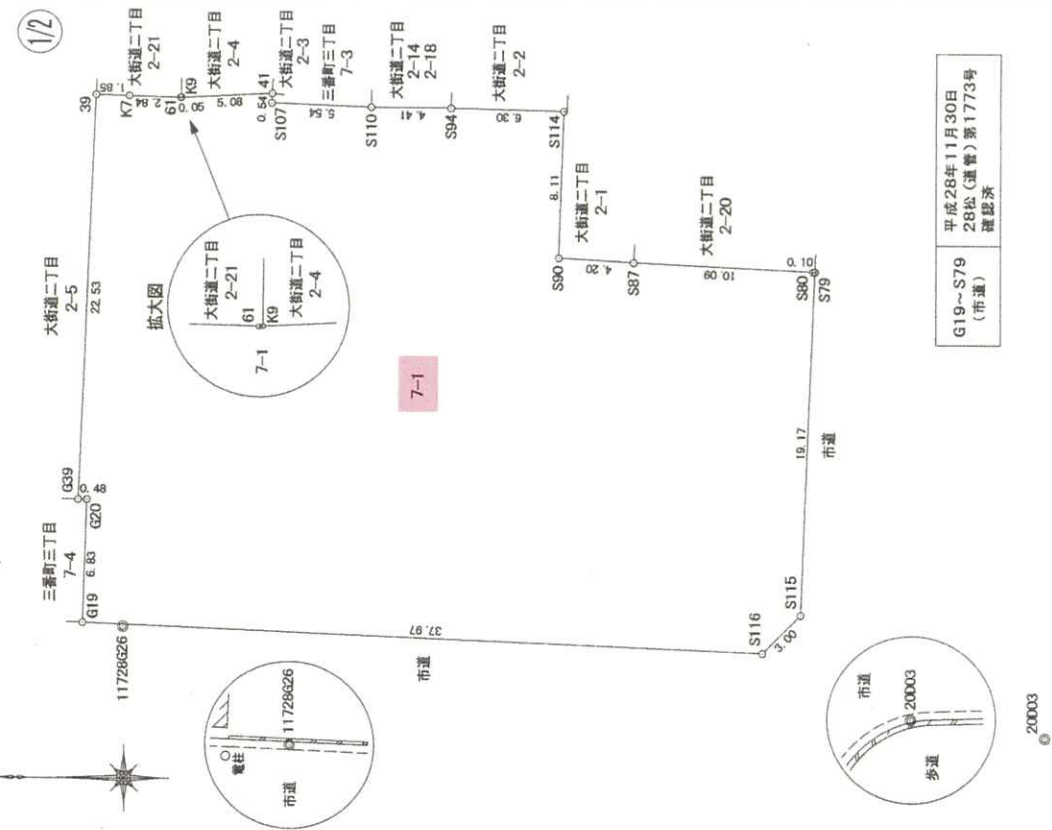 1/2
三番町三丁目
7-4
大街道二丁目
2-5
大街道二丁目
2-21
大街道二丁目
2-4
大街道二丁目
2-3
三番町三丁目
7-3
大街道二丁目
2-14
2-18
大街道二丁目
2-2
大街道二丁目
2-1
大街道二丁目
2-20
G19
6.83
G20
0.48
G39
22.53
39
1.85
K7
2.84
61
K9
0.90
5.80
41
0.54
S107
5.54
S110
4.41
S94
6.30
S114
8.11
S90
4.20
S87
10.09
0.10
S80
S79
19.17
市道
S115
3.00
S116
37.97
市道
11728G26
拡大図
大街道二丁目
2-21
61
K9
大街道二丁目
2-4
7-1
7-1
電柱
11728G26
市道
市道
20D03
歩道
20D03
G19～S79
(市道)
平成28年11月30日
28松(道管)第1773号
確認済